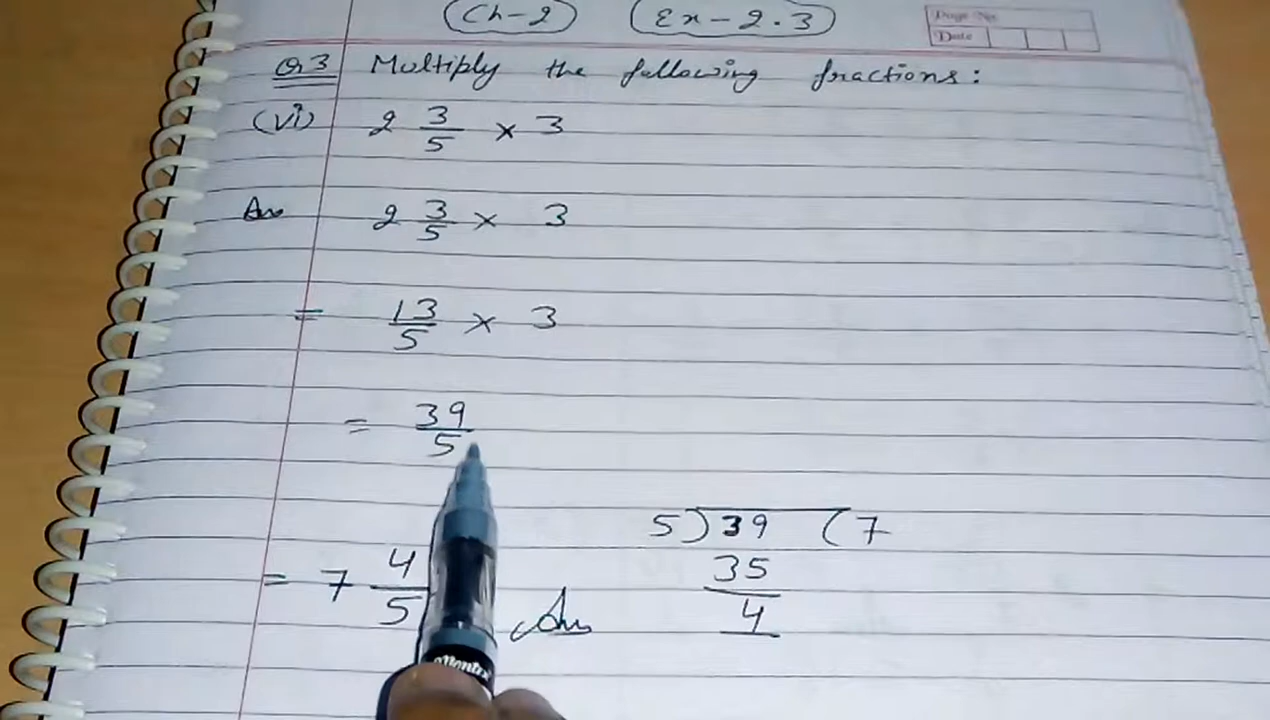 Ch-2 Ex-2.3
Page No.
Date
Q.3 Multiply the following fractions:
(vi) 2 3/5 × 3
Ans 2 3/5 × 3
= 13/5 × 3
= 39/5
5)39(7
35
4
= 7 4/5 Ans